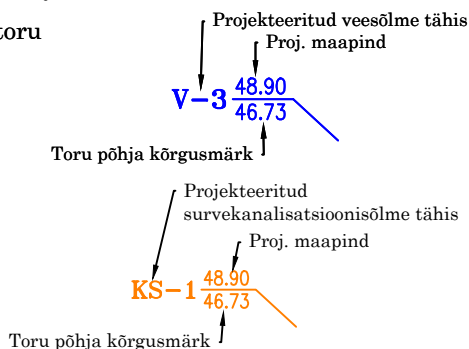 Projekteeritud veesõlme tähis
toru
Proj. maapind
V-3 48.90
46.73
Toru põhja kõrgusmärk
Projekteeritud
survekanalisatsioonisõlme tähis
Proj. maapind
KS-1 48.90
46.73
Toru põhja kõrgusmärk